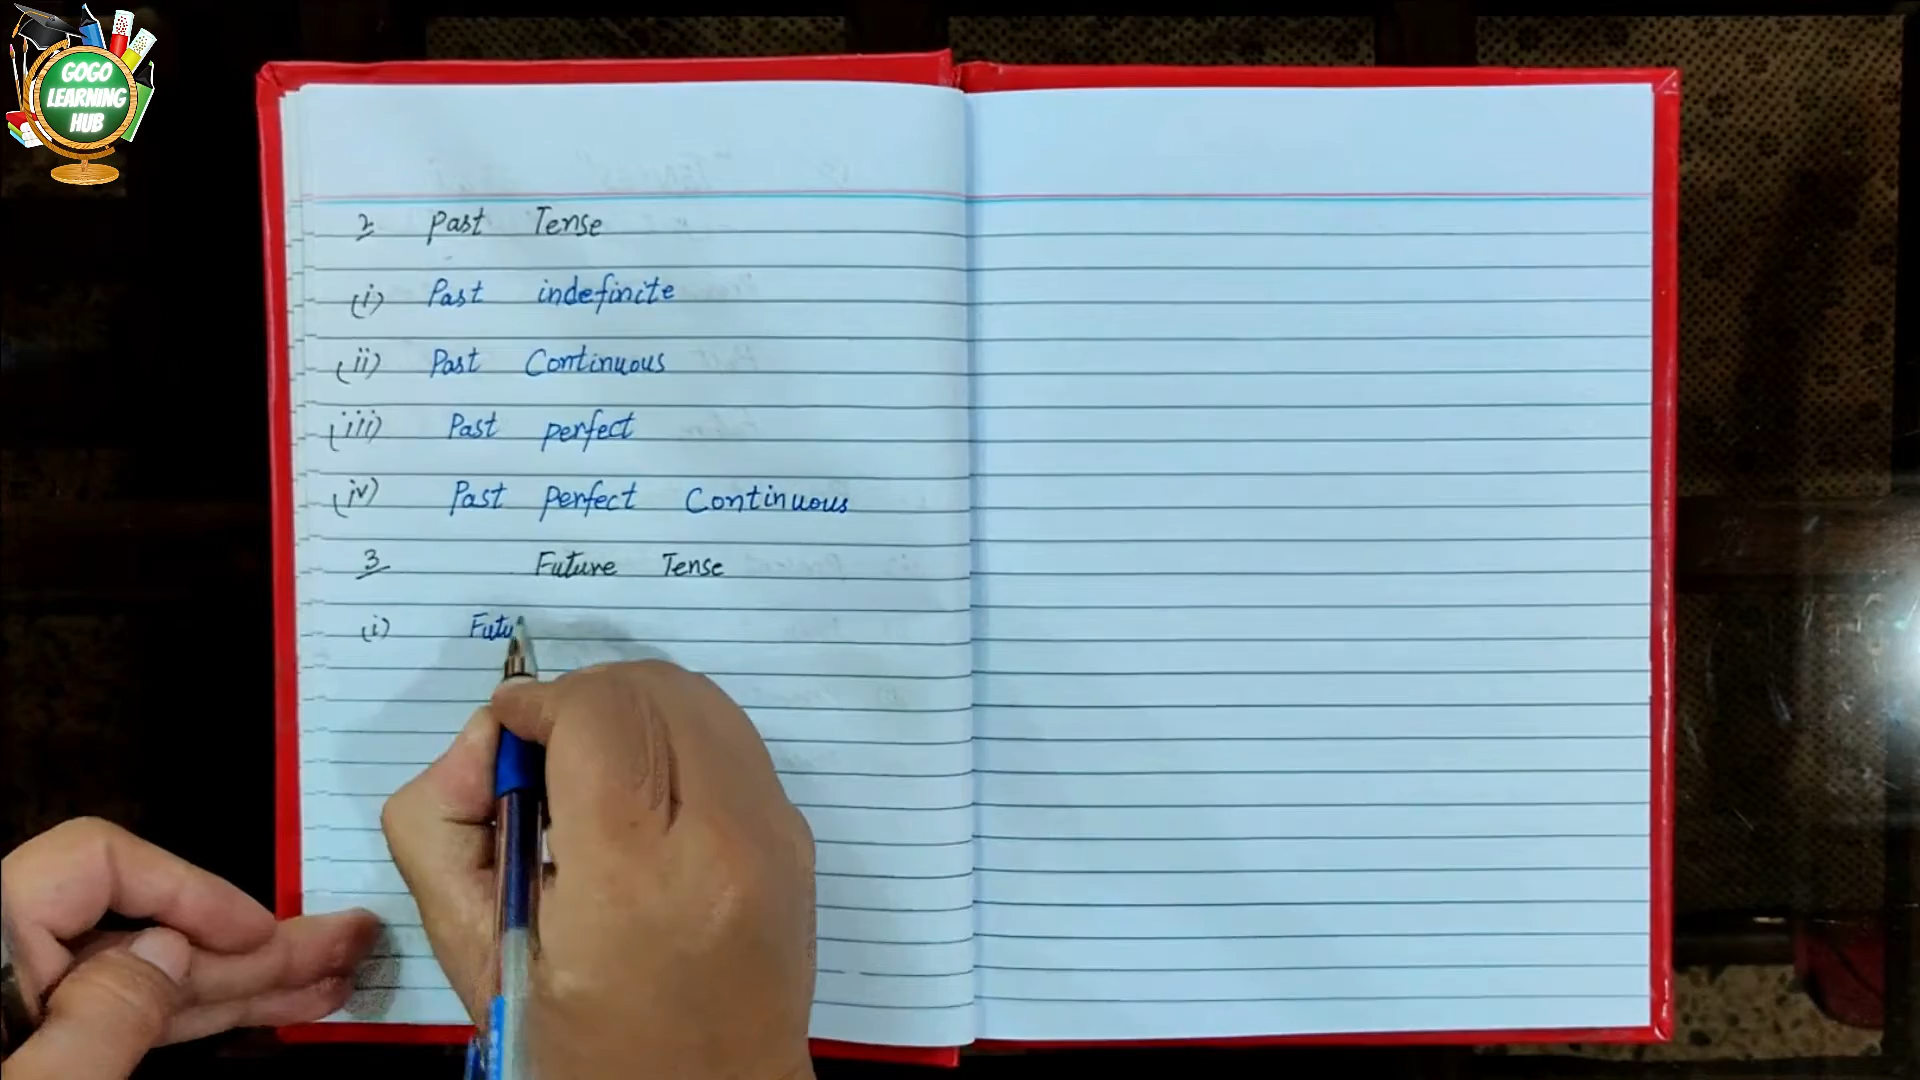 GOGO
LEARNING
HUB
2 Past Tense
(i) Past indefinite
(ii) Past Continuous
(iii) Past perfect
(iv) Past perfect Continuous
3 Future Tense
(i) Futu